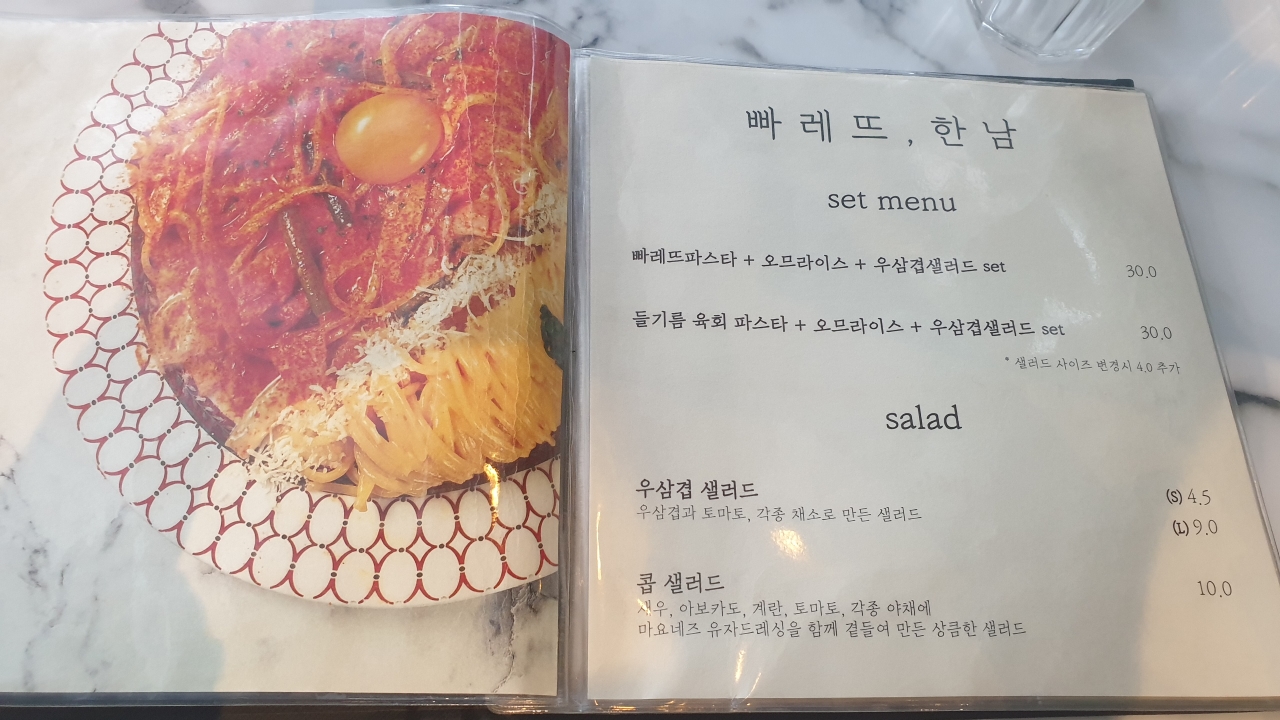 빠레뜨, 한남
set menu
빠레뜨파스타 + 오므라이스 + 우삼겹샐러드 set 30.0
들기름 육회 파스타 + 오므라이스 + 우삼겹샐러드 set 30.0
* 샐러드 사이즈 변경시 4.0 추가
salad
우삼겹 샐러드 (S) 4.5
우삼겹과 토마토, 각종 채소로 만든 샐러드
(L) 9.0
콥 샐러드 10.0
새우, 아보카도, 계란, 토마토, 각종 야채에
마요네즈 유자드레싱을 함께 곁들여 만든 상큼한 샐러드